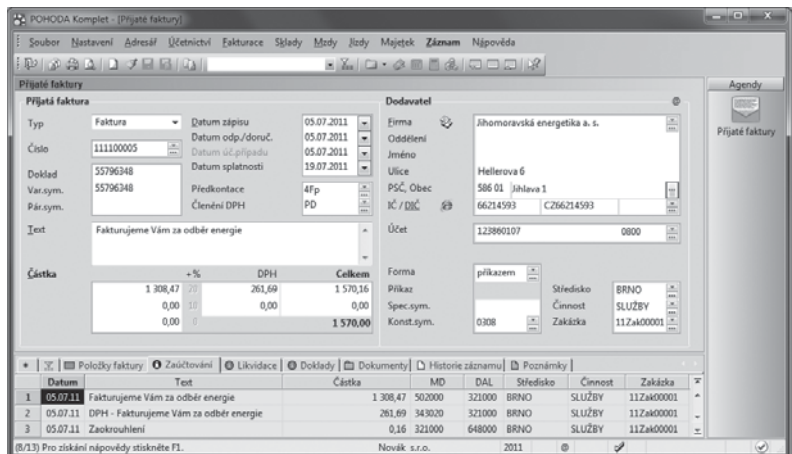 POHODA Komplet - [Přijaté faktury]
Soubor Nastavení Adresář Účetnictví Fakturace Sklady Mzdy Jízdy Majetek Záznam Nápověda
Přijaté faktury
Agendy
Přijaté faktury
Přijatá faktura
Typ Faktura
Číslo 111100005
Doklad 55796348
Var.sym. 55796348
Pár.sym.
Datum zápisu 05.07.2011
Datum odp./doruč. 05.07.2011
Datum úč.případu 05.07.2011
Datum splatnosti 19.07.2011
Předkontace 4Fp
Členění DPH PD
Text Fakturujeme Vám za odběr energie
Částka +% DPH Celkem
1 308,47 20 261,69 1 570,16
0,00 10 0,00 0,00
0,00 0 1 570,00
Dodavatel @
Firma Jihomoravská energetika a. s.
Oddělení
Jméno
Ulice Hellerova 6
PSČ, Obec 586 01 Jihlava 1
IČ / DIČ 66214593 CZ66214593
Účet 123860107 0800
Forma příkazem
Příkaz Středisko BRNO
Spec.sym. Činnost SLUŽBY
Konst.sym. 0308 Zakázka 11Zak00001
* Položky faktury Zaúčtování Likvidace Doklady Dokumenty Historie záznamu Poznámky
Datum Text Částka MD DAL Středisko Činnost Zakázka
1 05.07.11 Fakturujeme Vám za odběr energie 1 308,47 502000 321000 BRNO SLUŽBY 11Zak00001
2 05.07.11 DPH - Fakturujeme Vám za odběr energie 261,69 343020 321000 BRNO SLUŽBY 11Zak00001
3 05.07.11 Zaokrouhlení 0,16 321000 648000 BRNO SLUŽBY 11Zak00001
(8/13) Pro získání nápovědy stiskněte F1. Novák s.r.o. 2011 @